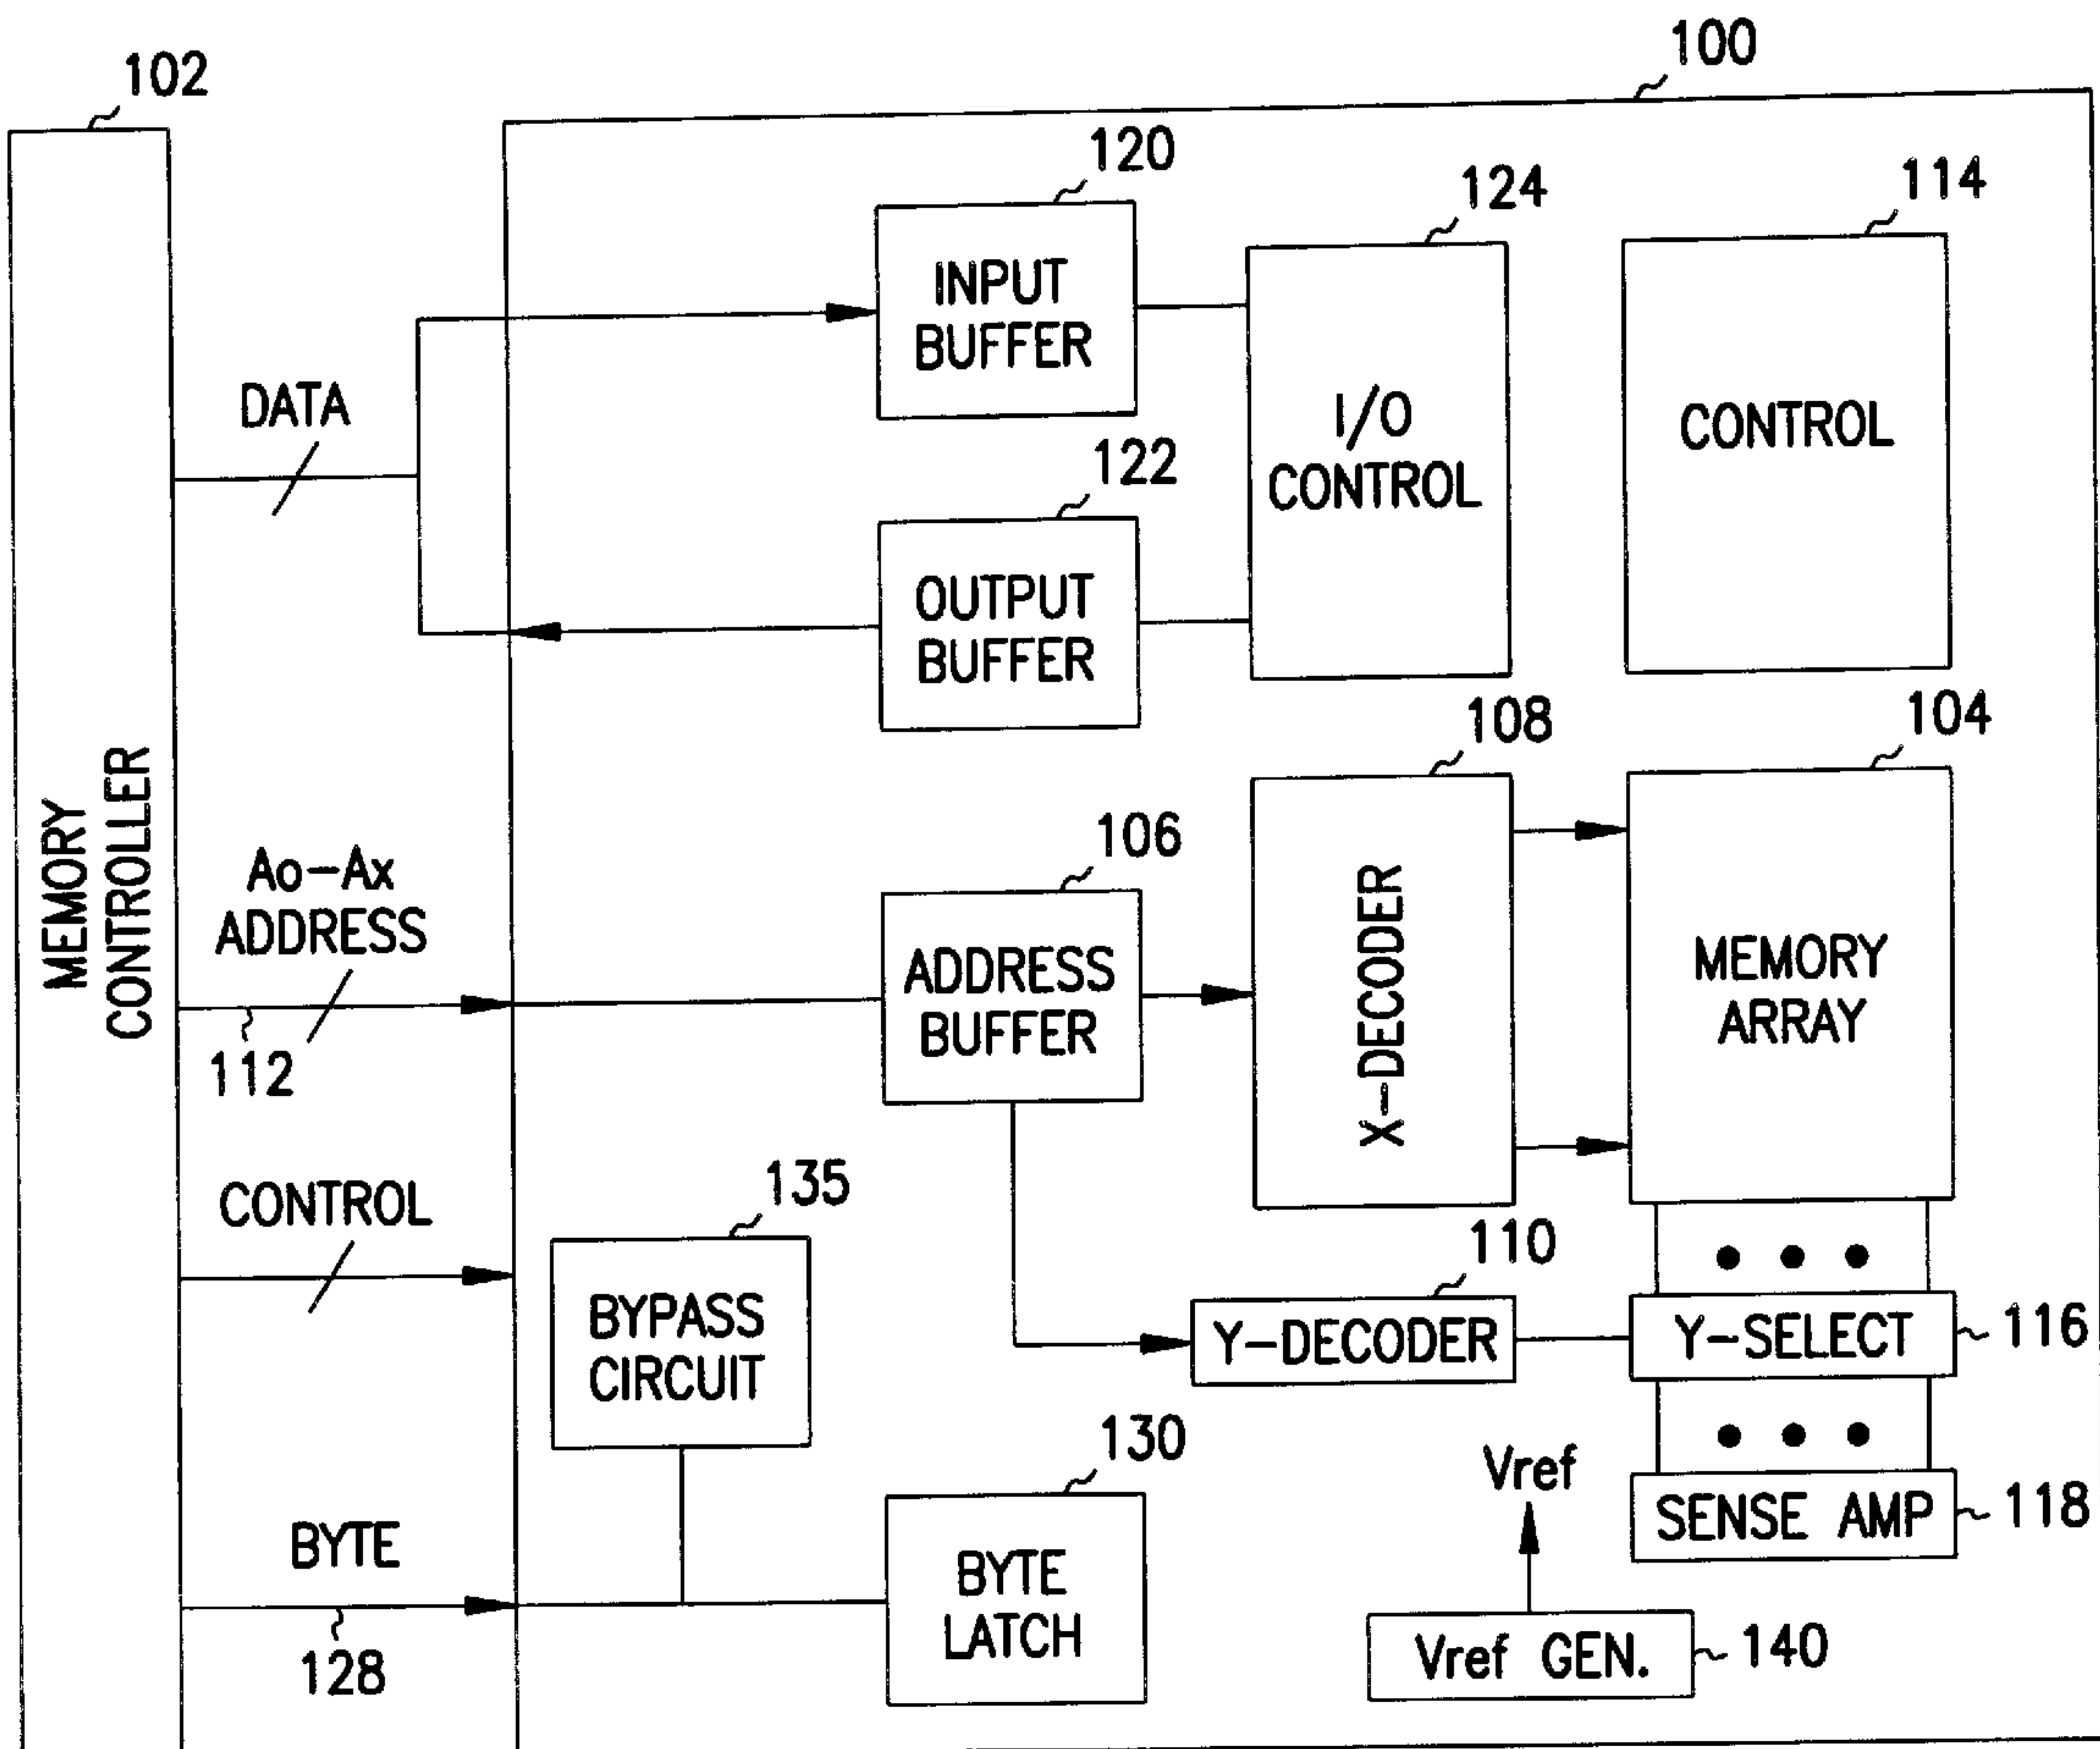 100
102
120
124
114
INPUT
BUFFER
DATA
I/O
CONTROL
CONTROL
122
OUTPUT
BUFFER
108
104
MEMORY
CONTROLLER
106
Ao-Ax
ADDRESS
ADDRESS
BUFFER
X-DECODER
MEMORY
ARRAY
112
135
CONTROL
110
BYPASS
CIRCUIT
Y-DECODER
Y-SELECT
116
130
Vref
SENSE AMP
118
BYTE
BYTE
LATCH
128
Vref GEN.
140